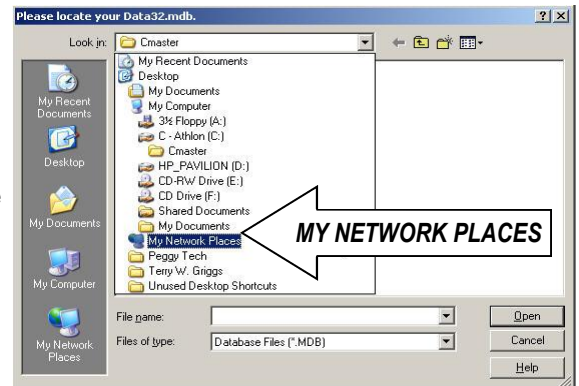 Please locate your Data32.mdb.
Look in:
Cmaster
My Recent Documents
Desktop
My Documents
My Computer
3½ Floppy (A:)
C - Athlon (C:)
Cmaster
HP_PAVILION (D:)
CD-RW Drive (E:)
CD Drive (F:)
Shared Documents
My Documents
My Network Places
Peggy Tech
Terry W. Griggs
Unused Desktop Shortcuts
MY NETWORK PLACES
My Recent
Documents
Desktop
My Documents
My Computer
My Network
Places
File name:
Open
Files of type:
Database Files (*.MDB)
Cancel
Help